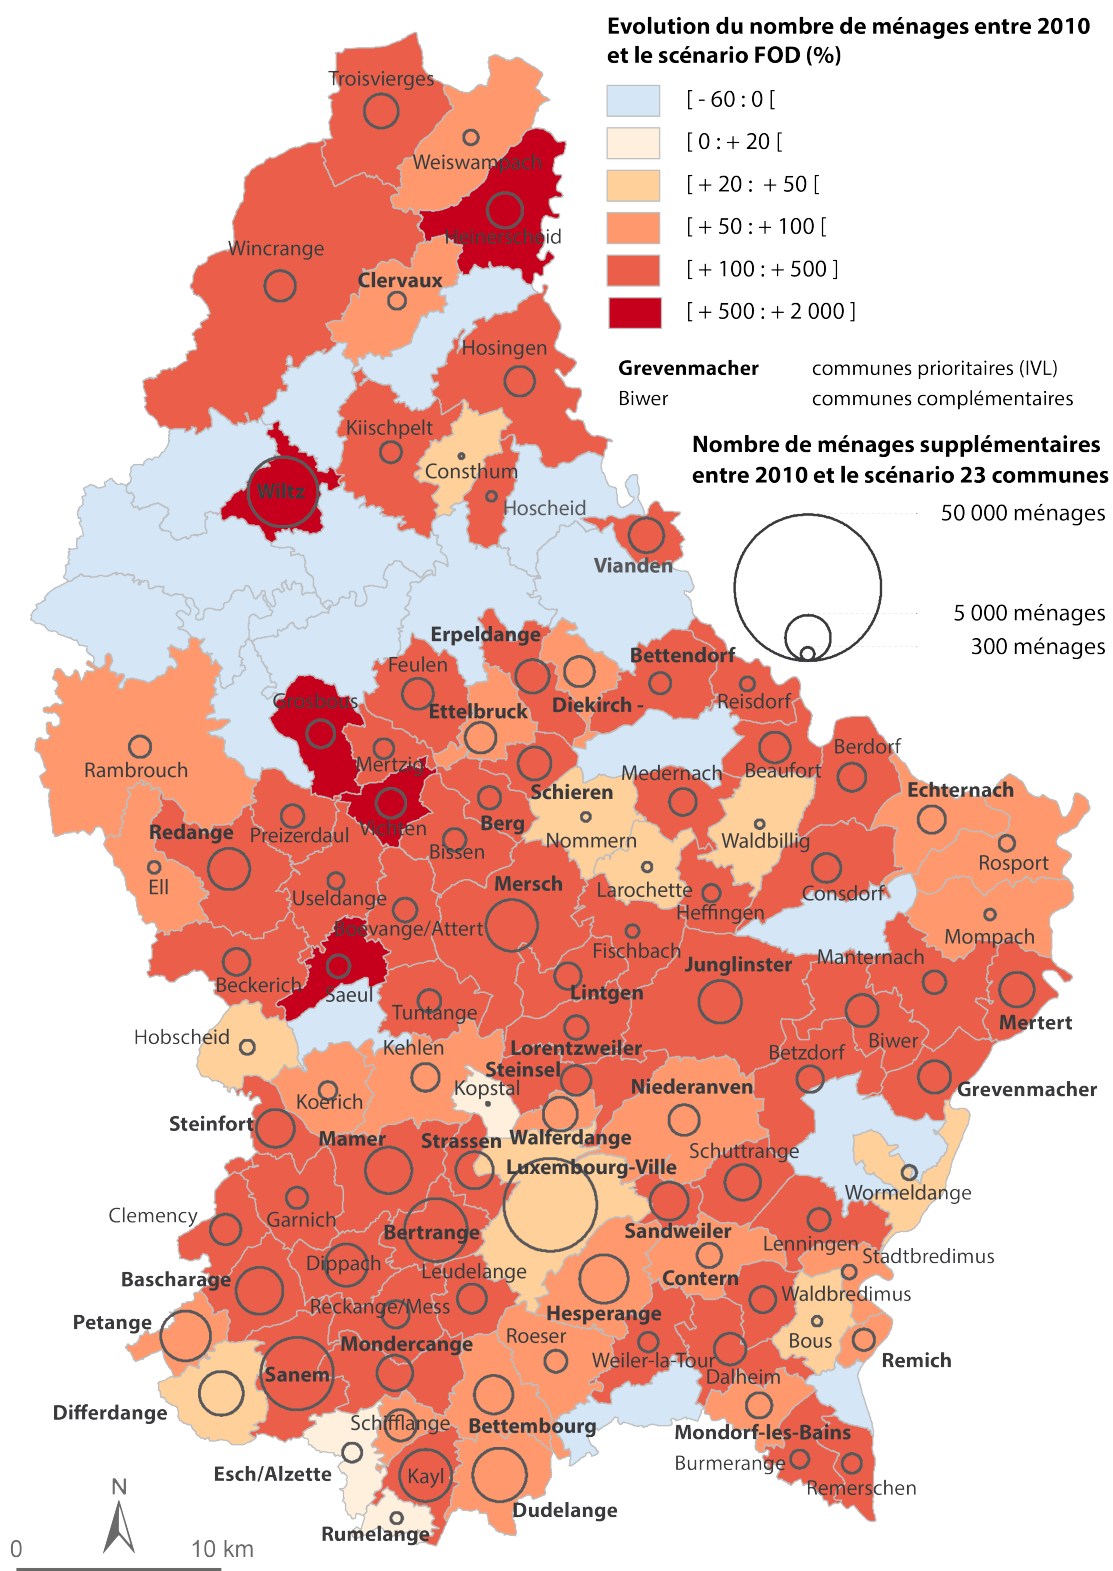 Evolution du nombre de ménages entre 2010
et le scénario FOD (%)
[ - 60 : 0 [
[ 0 : + 20 [
[ + 20 : + 50 [
[ + 50 : + 100 [
[ + 100 : + 500 ]
[ + 500 : + 2 000 ]
Grevenmacher communes prioritaires (IVL)
Biwer communes complémentaires
Nombre de ménages supplémentaires
entre 2010 et le scénario 23 communes
50 000 ménages
5 000 ménages
300 ménages
Troisvierges
Weiswampach
Heinerscheid
Wincrange
Clervaux
Hosingen
Kiischpelt
Consthum
Wiltz
Hoscheid
Vianden
Erpeldange
Bettendorf
Feulen
Reisdorf
Grosbous
Ettelbruck
Diekirch -
Berdorf
Rambrouch
Mertzig
Medernach
Beaufort
Schieren
Echternach
Redange
Preizerdaul
Vichten
Berg
Nommern
Waldbillig
Bissen
Rosport
Ell
Useldange
Mersch
Larochette
Consdorf
Heffingen
Boevange/Attert
Fischbach
Mompach
Beckerich
Saeul
Junglinster
Manternach
Lintgen
Tuntange
Mertert
Hobscheid
Kehlen
Lorentzweiler
Betzdorf
Biwer
Steinsel
Kopstal
Niederanven
Grevenmacher
Koerich
Steinfort
Mamer
Strassen
Walferdange
Schuttrange
Luxembourg-Ville
Wormeldange
Clemency
Garnich
Bertrange
Sandweiler
Lenningen
Stadtbredimus
Dippach
Leudelange
Contern
Bascharage
Waldbredimus
Reckange/Mess
Hesperange
Petange
Mondercange
Roeser
Bous
Weiler-la-Tour
Remich
Sanem
Dalheim
Differdange
Schifflange
Bettembourg
Mondorf-les-Bains
Esch/Alzette
Kayl
Burmerange
Remerschen
Dudelange
Rumelange
N
0 10 km